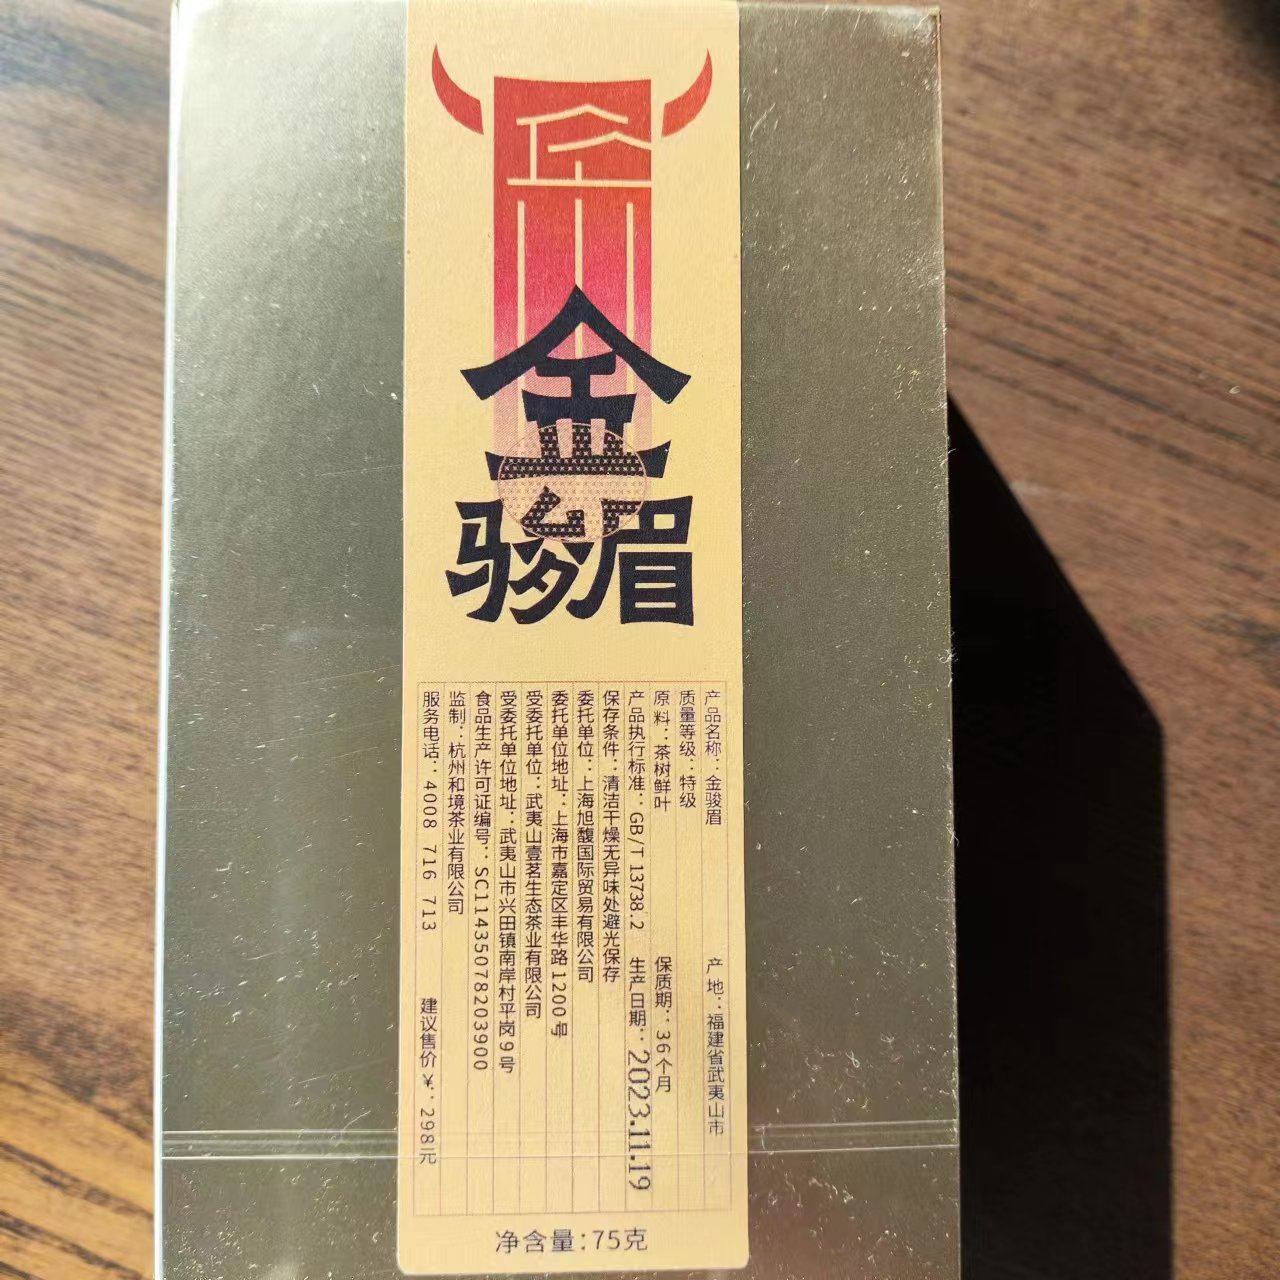 金
骏眉
产品名称：金骏眉 产地：福建省武夷山市
质量等级：特级
原料：茶树鲜叶 保质期：36个月
产品执行标准：GB/T 13738.2 生产日期：2023.11.19
保存条件：清洁干燥无异味处避光保存
委托单位：上海旭馥国际贸易有限公司
委托单位地址：上海市嘉定区丰华路1200号
受委托单位：武夷山壹茗生态茶业有限公司
受委托单位地址：武夷山市兴田镇南岸村平岗9号
食品生产许可证编号：SC11435078203900
监制：杭州和境茶业有限公司
服务电话：4008 716 713 建议售价¥：298元
净含量：75克